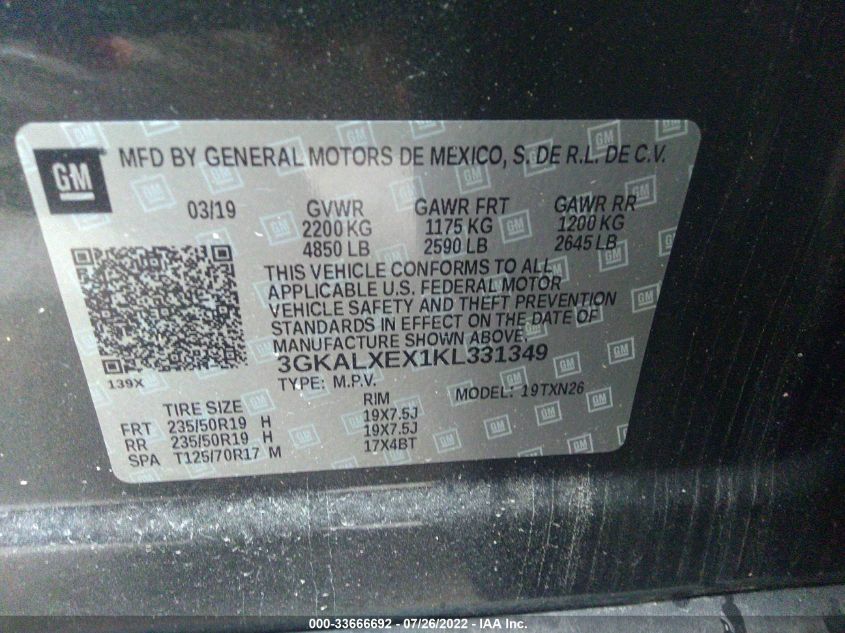 GM
MFD BY GENERAL MOTORS DE MEXICO, S. DE R.L. DE C.V.
03/19 GVWR GAWR FRT GAWR RR
2200 KG 1175 KG 1200 KG
4850 LB 2590 LB 2645 LB
THIS VEHICLE CONFORMS TO ALL
APPLICABLE U.S. FEDERAL MOTOR
VEHICLE SAFETY AND THEFT PREVENTION
STANDARDS IN EFFECT ON THE DATE OF
MANUFACTURE SHOWN ABOVE.
3GKALXEX1KL331349
139X
TYPE: M.P.V. MODEL: 19TXN26
TIRE SIZE RIM
FRT 235/50R19 H 19X7.5J
RR 235/50R19 H 19X7.5J
SPA T125/70R17 M 17X4BT
000-33666692 - 07/26/2022 - IAA Inc.